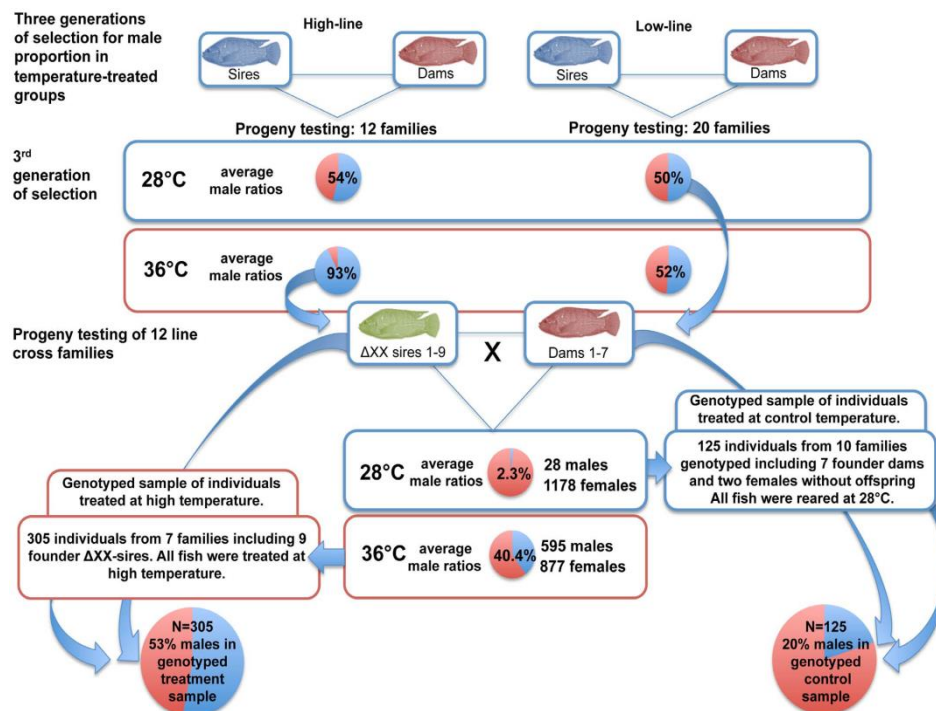 Three generations
of selection for male
proportion in
temperature-treated
groups
High-line
Low-line
Sires
Dams
Sires
Dams
Progeny testing: 12 families
Progeny testing: 20 families
3rd
generation
of selection
28°C
average
male ratios
54%
50%
36°C
average
male ratios
93%
52%
Progeny testing of 12 line
cross families
ΔXX sires 1-9
X
Dams 1-7
Genotyped sample of individuals
treated at control temperature.
125 individuals from 10 families
genotyped including 7 founder dams
and two females without offspring
All fish were reared at 28°C.
28°C
average
male ratios
2.3%
28 males
1178 females
Genotyped sample of individuals
treated at high temperature.
305 individuals from 7 families including 9
founder ΔXX-sires. All fish were treated at
high temperature.
36°C
average
male ratios
40.4%
595 males
877 females
N=305
53% males in
genotyped
treatment
sample
N=125
20% males in
genotyped
control
sample